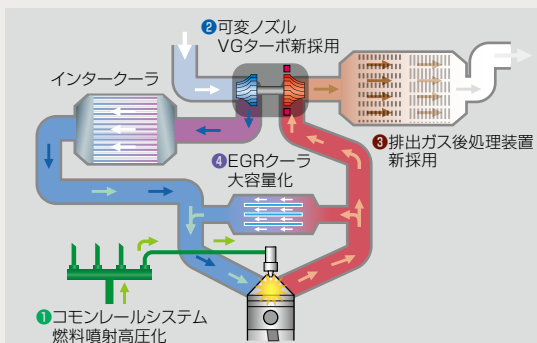 ❷可変ノズル
VGターボ新採用
インタークーラ
❸排出ガス後処理装置
新採用
❹EGRクーラ
大容量化
❶コモンレールシステム
燃料噴射高圧化